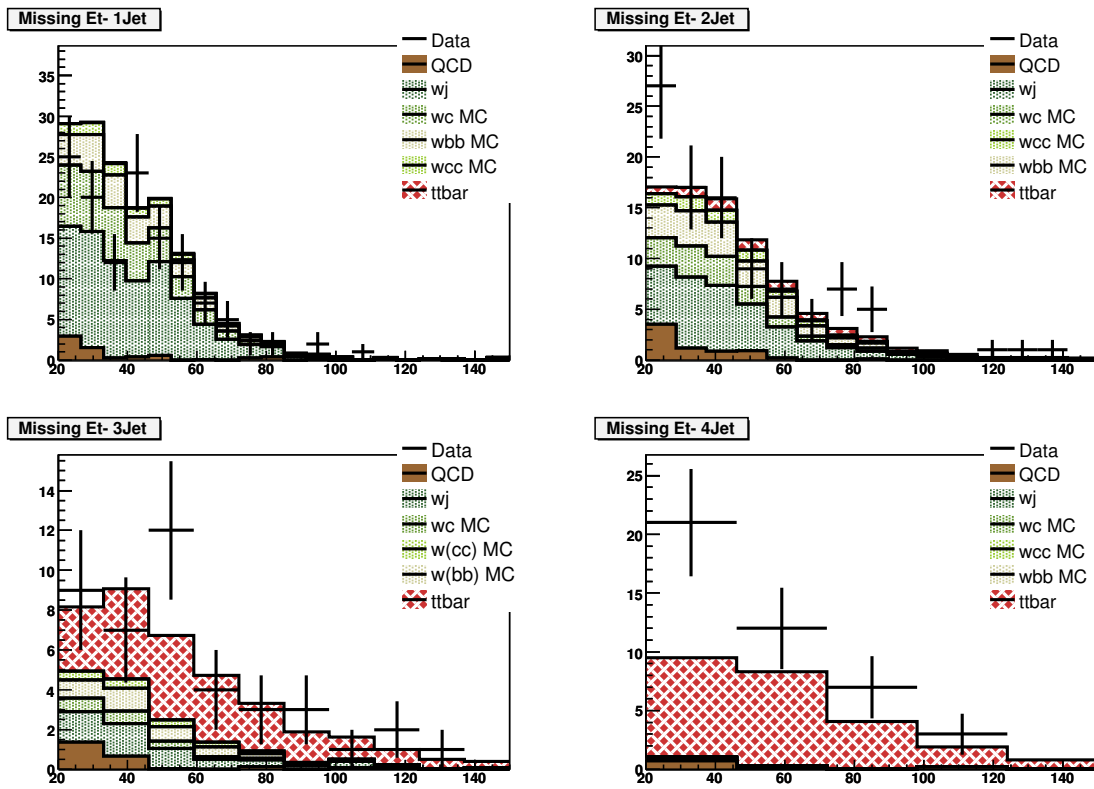 Missing Et- 1Jet
Data
QCD
wj
wc MC
wbb MC
wcc MC
ttbar
35
30
25
20
15
10
5
0
20 40 60 80 100 120 140
Missing Et- 2Jet
Data
QCD
wj
wc MC
wcc MC
wbb MC
ttbar
30
25
20
15
10
5
0
20 40 60 80 100 120 140
Missing Et- 3Jet
Data
QCD
wj
wc MC
w(cc) MC
w(bb) MC
ttbar
14
12
10
8
6
4
2
0
20 40 60 80 100 120 140
Missing Et- 4Jet
Data
QCD
wj
wc MC
wcc MC
wbb MC
ttbar
25
20
15
10
5
0
20 40 60 80 100 120 140